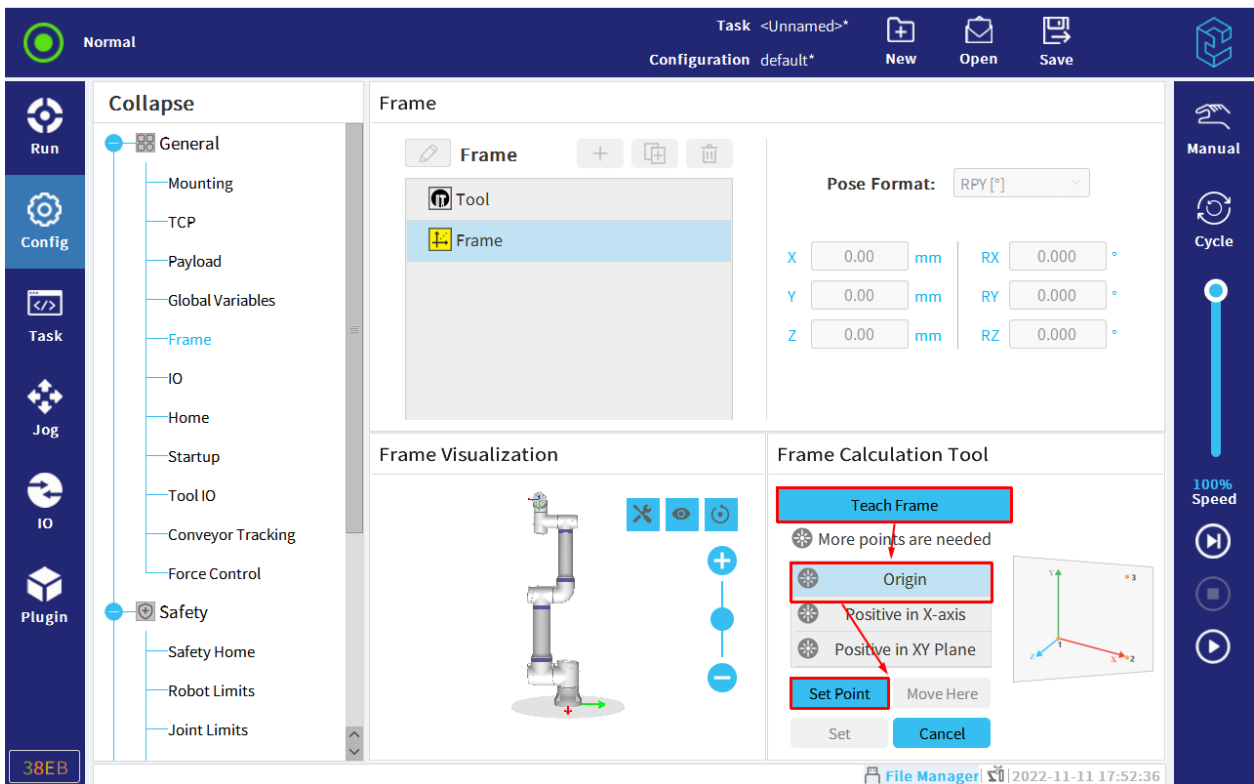 Normal
Task <Unnamed>*
Configuration default*
New
Open
Save
Run
Config
Task
Jog
IO
Plugin
38EB
Collapse
General
Mounting
TCP
Payload
Global Variables
Frame
IO
Home
Startup
Tool IO
Conveyor Tracking
Force Control
Safety
Safety Home
Robot Limits
Joint Limits
Frame
Frame
Tool
Frame
Pose Format: RPY [°]
X 0.00 mm RX 0.000 °
Y 0.00 mm RY 0.000 °
Z 0.00 mm RZ 0.000 °
Frame Visualization
Frame Calculation Tool
Teach Frame
More points are needed
Origin
Positive in X-axis
Positive in XY Plane
Set Point Move Here
Set Cancel
Y 3
1
Z X 2
Manual
Cycle
100%
Speed
File Manager 2022-11-11 17:52:36